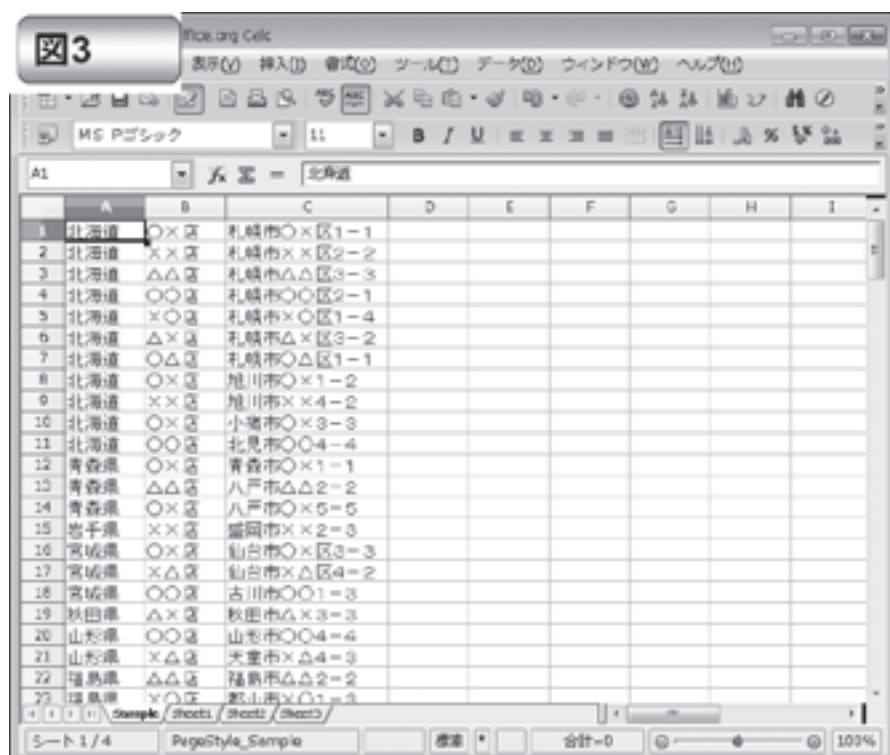 図3
ffice.org Calc
表示(V) 挿入(I) 書式(O) ツール(T) データ(D) ウィンドウ(W) ヘルプ(H)
MS Pゴシック 11 B I U
A1 fx Σ = 北海道
A B C D E F G H I
1 北海道 ○×店 札幌市○×区1-1
2 北海道 ××店 札幌市××区2-2
3 北海道 △△店 札幌市△△区3-3
4 北海道 ○○店 札幌市○○区2-1
5 北海道 ×○店 札幌市×○区1-4
6 北海道 △×店 札幌市△×区3-2
7 北海道 ○△店 札幌市○△区1-1
8 北海道 ○×店 旭川市○×1-2
9 北海道 ××店 旭川市××4-2
10 北海道 ○×店 小樽市○×3-3
11 北海道 ○○店 北見市○○4-4
12 青森県 ○×店 青森市○×1-1
13 青森県 △△店 八戸市△△2-2
14 青森県 ○×店 八戸市○×5-5
15 岩手県 ××店 盛岡市××2-3
16 宮城県 ○×店 仙台市○×区3-3
17 宮城県 ×△店 仙台市×△区4-2
18 宮城県 ○○店 古川市○○1-3
19 秋田県 △×店 秋田市△×3-3
20 山形県 ○○店 山形市○○4-4
21 山形県 ×△店 天童市×△4-3
22 福島県 △△店 福島市△△2-2
23 福島県 ×○店 郡山市×○1-3
Sample Sheet1 Sheet2 Sheet3
シート 1 / 4 PageStyle_Sample 標準 * 合計=0 100%